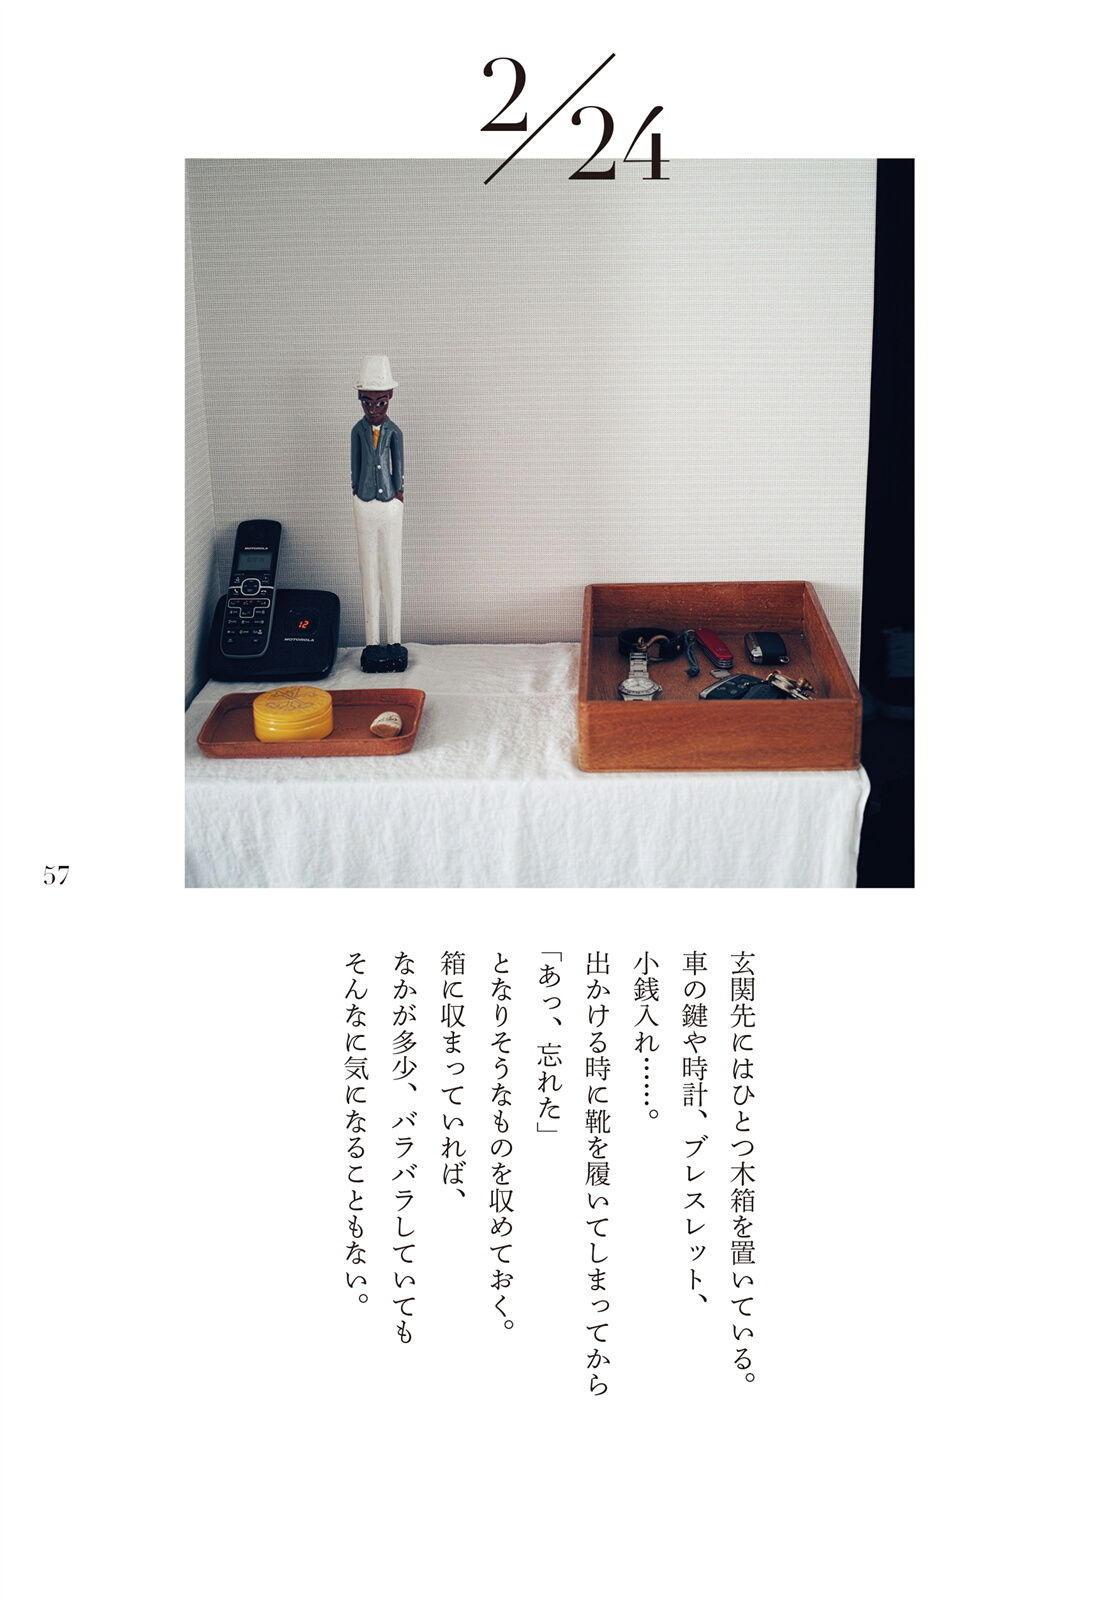 2/24
MOTOROLA
12
MOTOROLA
玄関先にはひとつ木箱を置いている。
車の鍵や時計、ブレスレット、
小銭入れ……。
出かける時に靴を履いてしまってから
「あっ、忘れた」
となりそうなものを収めておく。
箱に収まっていれば、
なかが多少、バラバラしていても
そんなに気になることもない。
57